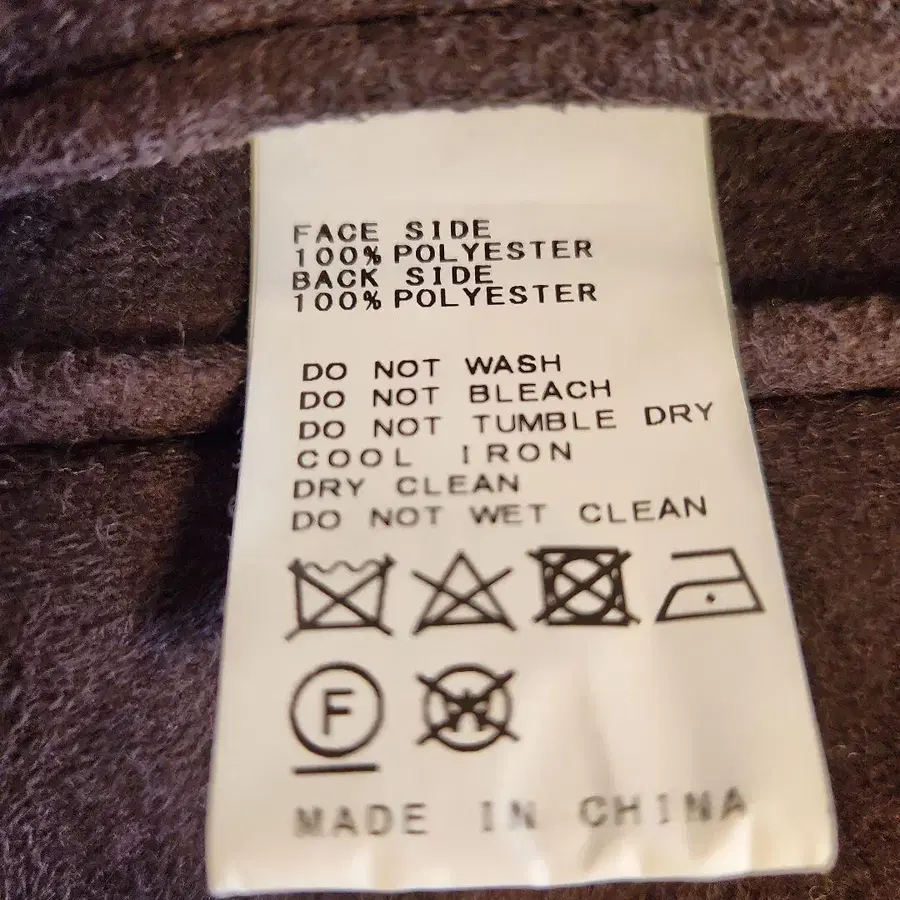 FACE SIDE
100% POLYESTER
BACK SIDE
100% POLYESTER
DO NOT WASH
DO NOT BLEACH
DO NOT TUMBLE DRY
COOL IRON
DRY CLEAN
DO NOT WET CLEAN
F
MADE IN CHINA